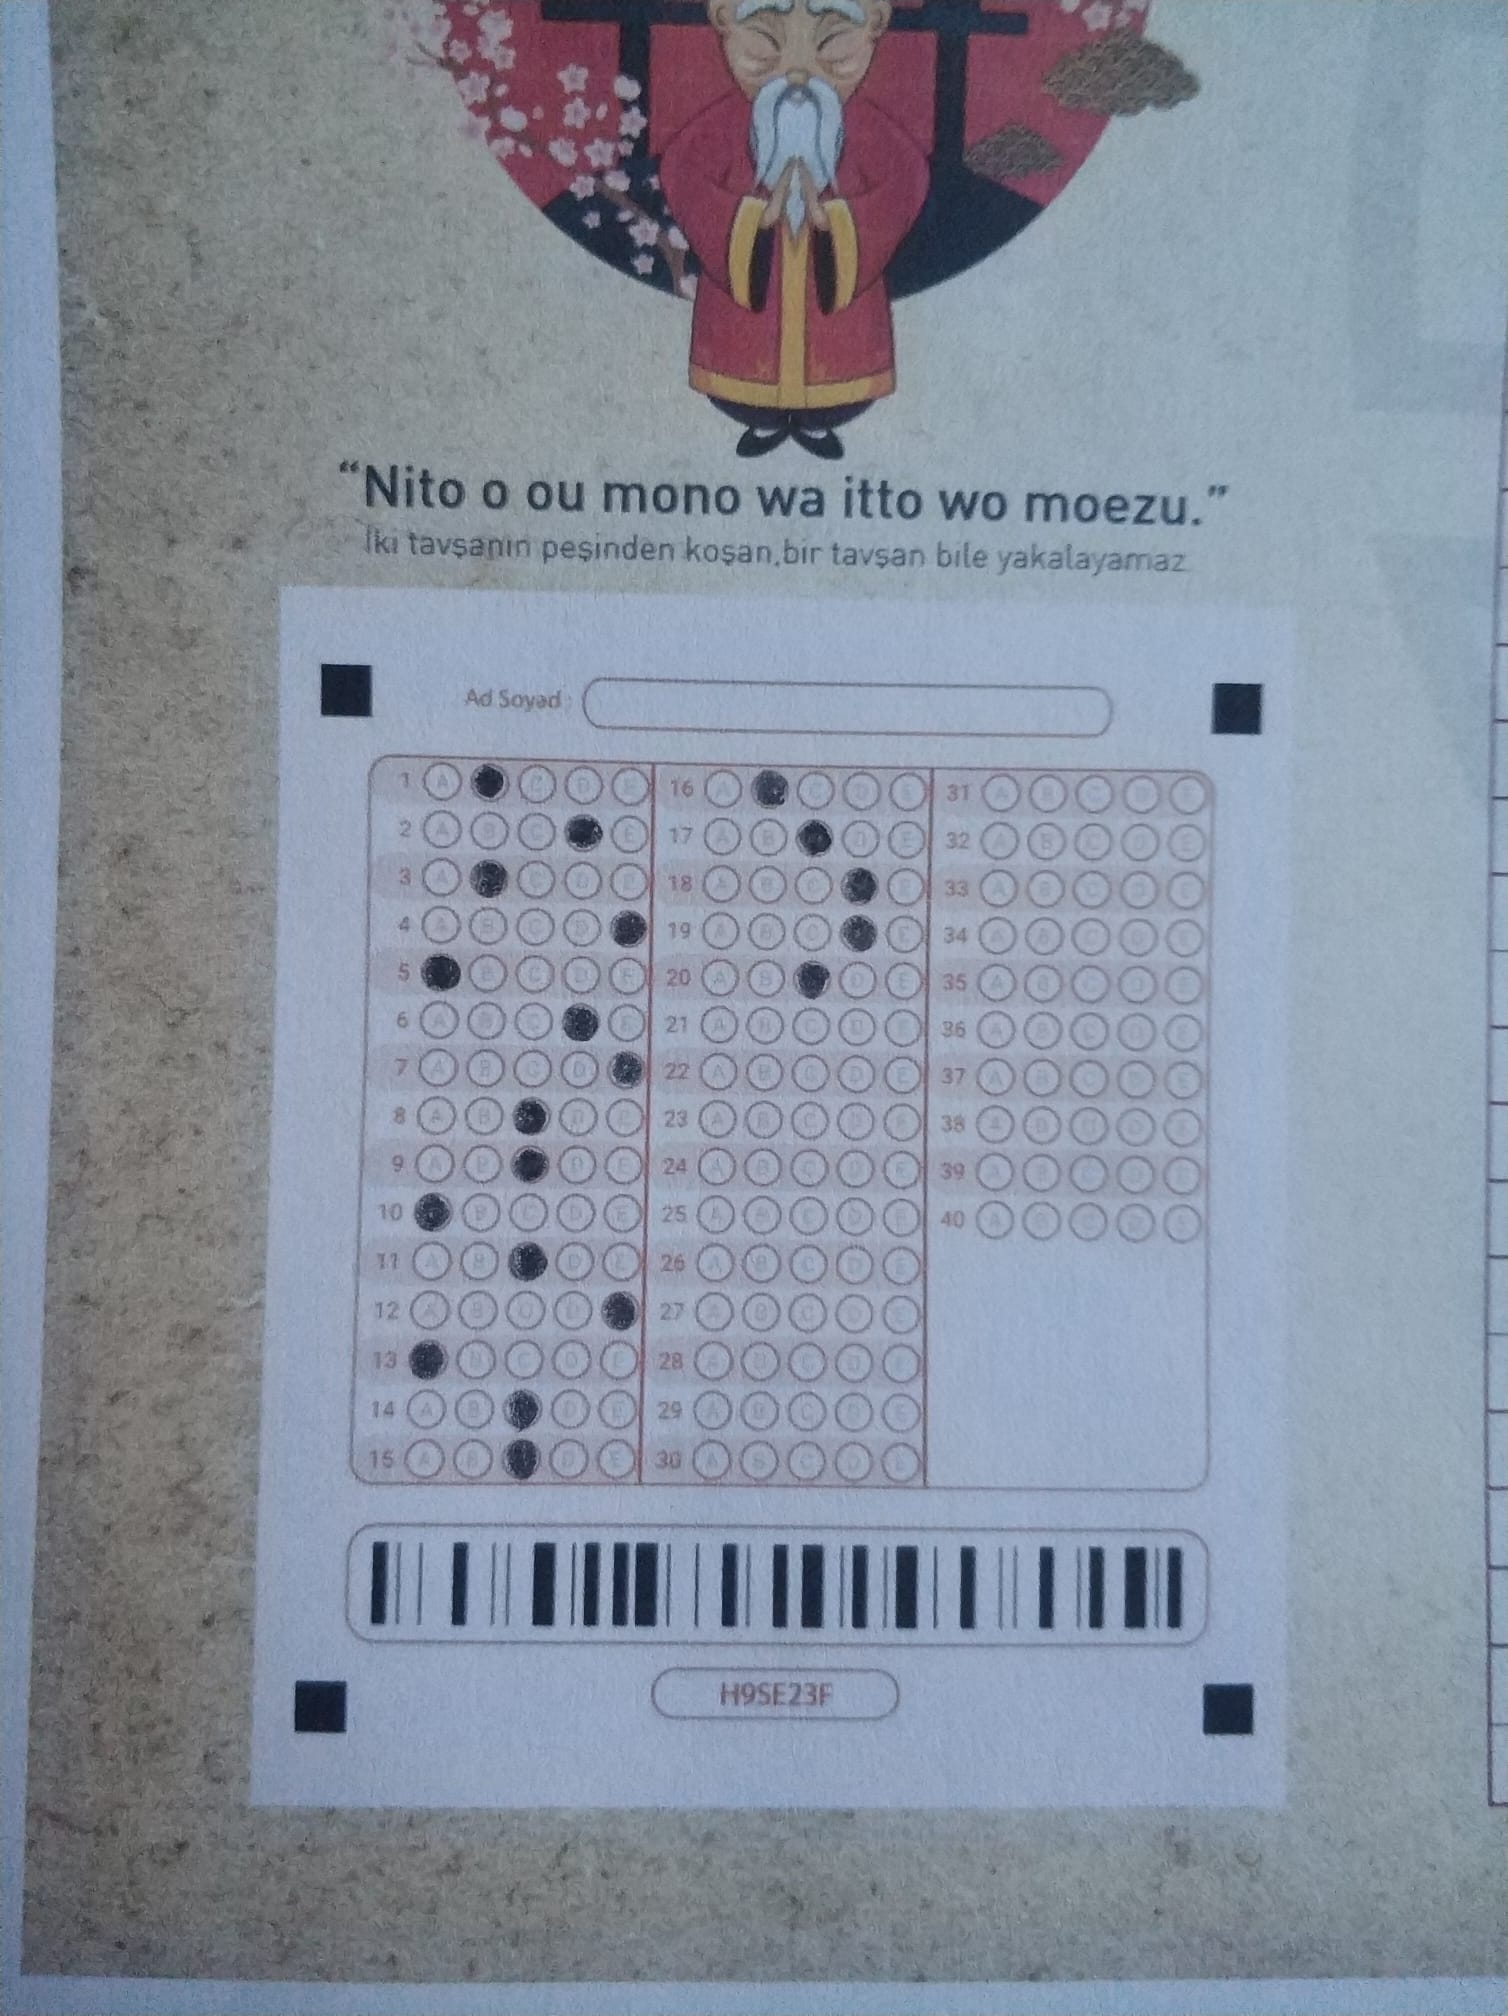 “Nito o ou mono wa itto wo moezu.”
İki tavşanın peşinden koşan,bir tavşan bile yakalayamaz
Ad Soyad :
1 A C D E 16 A C D E 31 A B C D E
2 A B C E 17 A B D E 32 A B C D E
3 A C D E 18 A B C E 33 A B C D E
4 A B C D 19 A B C E 34 A B C D E
5 B C D E 20 A B D E 35 A B C D E
6 A B C E 21 A B C D E 36 A B C D E
7 A B C D 22 A B C D E 37 A B C D E
8 A B D E 23 A B C D E 38 A B C D E
9 A B D E 24 A B C D E 39 A B C D E
10 B C D E 25 A B C D E 40 A B C D E
11 A B D E 26 A B C D E
12 A B C D 27 A B C D E
13 B C D E 28 A B C D E
14 A B D E 29 A B C D E
15 A B D E 30 A B C D E
H9SE23F